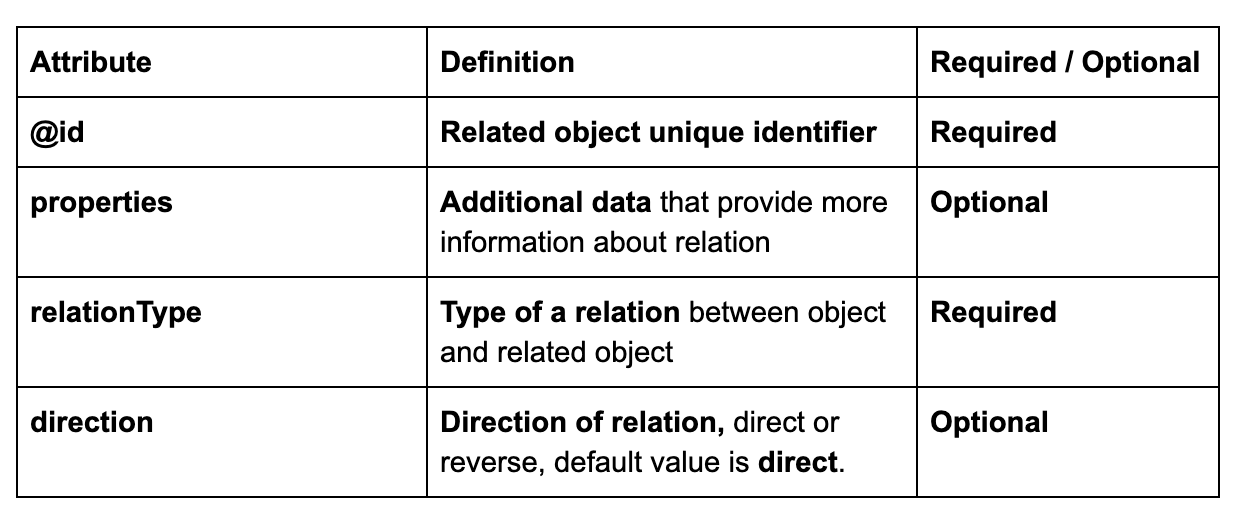 Attribute Definition Required / Optional
@id Related object unique identifier Required
properties Additional data that provide more Optional
information about relation
relationType Type of a relation between object Required
and related object
direction Direction of relation, direct or Optional
reverse, default value is direct.